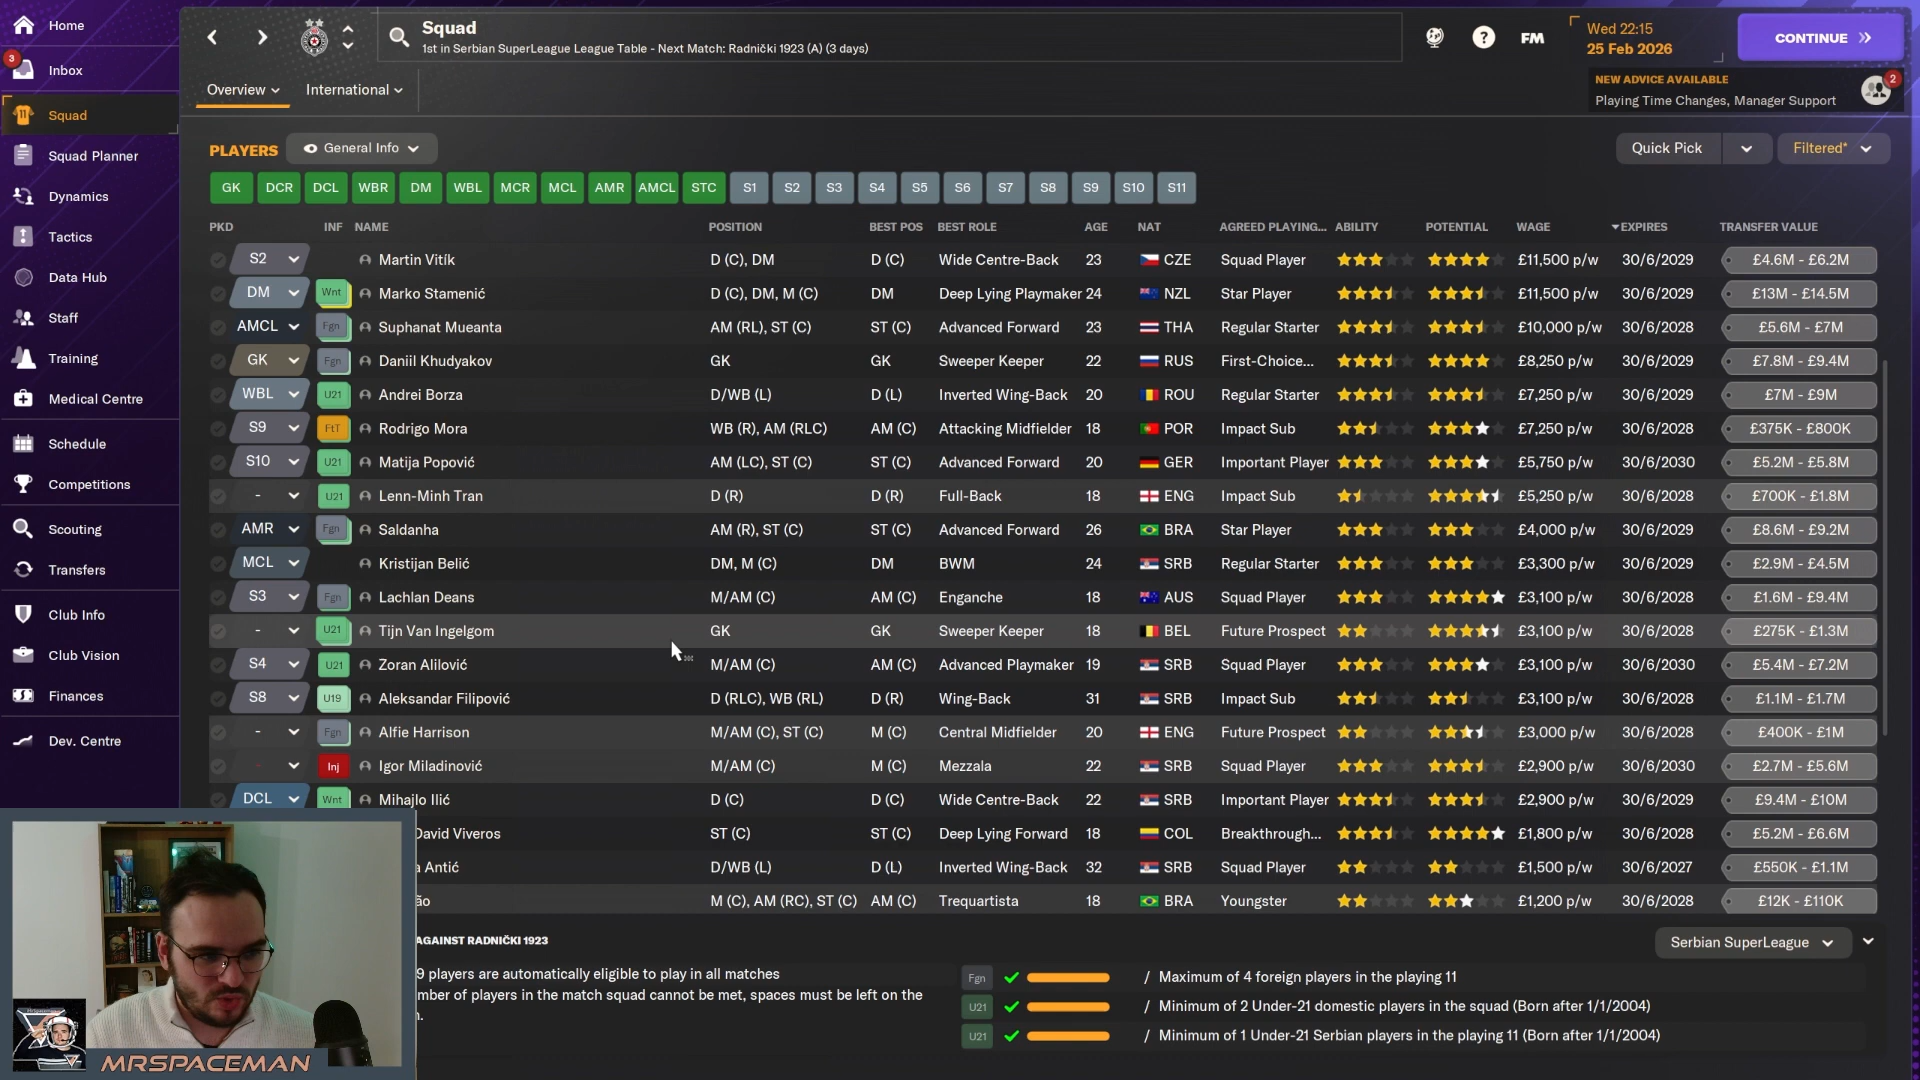 Home
3
Inbox
11
Squad
Squad Planner
Dynamics
Tactics
Data Hub
Staff
Training
Medical Centre
Schedule
Competitions
Scouting
Transfers
Club Info
Club Vision
Finances
Dev. Centre
Squad
1st in Serbian SuperLeague League Table - Next Match: Radnički 1923 (A) (3 days)
? FM
Wed 22:15
25 Feb 2026
CONTINUE
NEW ADVICE AVAILABLE
Playing Time Changes, Manager Support
2
Overview International
PLAYERS General Info Quick Pick Filtered*
GK DCR DCL WBR DM WBL MCR MCL AMR AMCL STC S1 S2 S3 S4 S5 S6 S7 S8 S9 S10 S11
PKD INF NAME POSITION BEST POS BEST ROLE AGE NAT AGREED PLAYING... ABILITY POTENTIAL WAGE EXPIRES TRANSFER VALUE
S2 Martin Vitík D (C), DM D (C) Wide Centre-Back 23 CZE Squad Player £11,500 p/w 30/6/2029 £4.6M - £6.2M
DM Wnt Marko Stamenić D (C), DM, M (C) DM Deep Lying Playmaker 24 NZL Star Player £11,500 p/w 30/6/2029 £13M - £14.5M
AMCL Fgn Suphanat Mueanta AM (RL), ST (C) ST (C) Advanced Forward 23 THA Regular Starter £10,000 p/w 30/6/2028 £5.6M - £7M
GK Fgn Daniil Khudyakov GK GK Sweeper Keeper 22 RUS First-Choice... £8,250 p/w 30/6/2029 £7.8M - £9.4M
WBL U21 Andrei Borza D/WB (L) D (L) Inverted Wing-Back 20 ROU Regular Starter £7,250 p/w 30/6/2029 £7M - £9M
S9 FtT Rodrigo Mora WB (R), AM (RLC) AM (C) Attacking Midfielder 18 POR Impact Sub £7,250 p/w 30/6/2028 £375K - £800K
S10 U21 Matija Popović AM (LC), ST (C) ST (C) Advanced Forward 20 GER Important Player £5,750 p/w 30/6/2030 £5.2M - £5.8M
- U21 Lenn-Minh Tran D (R) D (R) Full-Back 18 ENG Impact Sub £5,250 p/w 30/6/2028 £700K - £1.8M
AMR Fgn Saldanha AM (R), ST (C) ST (C) Advanced Forward 26 BRA Star Player £4,000 p/w 30/6/2029 £8.6M - £9.2M
MCL Kristijan Belić DM, M (C) DM BWM 24 SRB Regular Starter £3,300 p/w 30/6/2029 £2.9M - £4.5M
S3 Fgn Lachlan Deans M/AM (C) AM (C) Enganche 18 AUS Squad Player £3,100 p/w 30/6/2028 £1.6M - £9.4M
- U21 Tijn Van Ingelgom GK GK Sweeper Keeper 18 BEL Future Prospect £3,100 p/w 30/6/2028 £275K - £1.3M
S4 U21 Zoran Alilović M/AM (C) AM (C) Advanced Playmaker 19 SRB Squad Player £3,100 p/w 30/6/2030 £5.4M - £7.2M
S8 U19 Aleksandar Filipović D (RLC), WB (RL) D (R) Wing-Back 31 SRB Impact Sub £3,100 p/w 30/6/2028 £1.1M - £1.7M
- Fgn Alfie Harrison M/AM (C), ST (C) M (C) Central Midfielder 20 ENG Future Prospect £3,000 p/w 30/6/2028 £400K - £1M
- Inj Igor Miladinović M/AM (C) M (C) Mezzala 22 SRB Squad Player £2,900 p/w 30/6/2030 £2.7M - £5.6M
DCL Wnt Mihajlo Ilić D (C) D (C) Wide Centre-Back 22 SRB Important Player £2,900 p/w 30/6/2029 £9.4M - £10M
David Viveros ST (C) ST (C) Deep Lying Forward 18 COL Breakthrough... £1,800 p/w 30/6/2028 £5.2M - £6.6M
a Antić D/WB (L) D (L) Inverted Wing-Back 32 SRB Squad Player £1,500 p/w 30/6/2027 £550K - £1.1M
ão M (C), AM (RC), ST (C) AM (C) Trequartista 18 BRA Youngster £1,200 p/w 30/6/2028 £12K - £110K
AGAINST RADNIČKI 1923 Serbian SuperLeague
9 players are automatically eligible to play in all matches
mber of players in the match squad cannot be met, spaces must be left on the
.
Fgn / Maximum of 4 foreign players in the playing 11
U21 / Minimum of 2 Under-21 domestic players in the squad (Born after 1/1/2004)
U21 / Minimum of 1 Under-21 Serbian players in the playing 11 (Born after 1/1/2004)
MRSPACEMAN